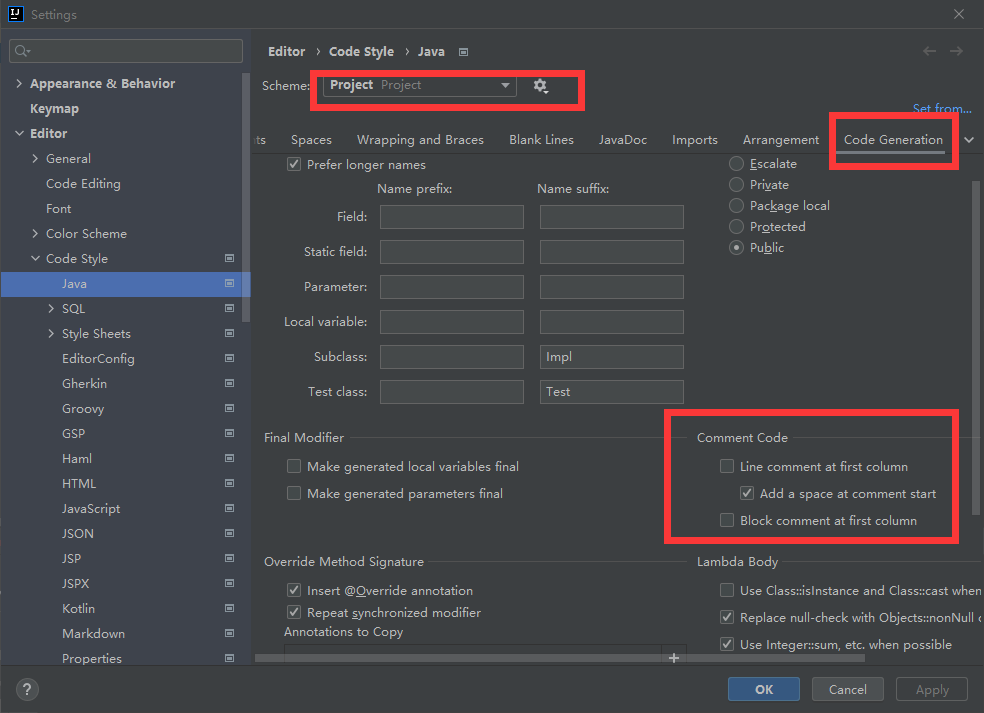 Settings
Appearance & Behavior
Keymap
Editor
General
Code Editing
Font
Color Scheme
Code Style
Java
SQL
Style Sheets
EditorConfig
Gherkin
Groovy
GSP
Haml
HTML
JavaScript
JSON
JSP
JSPX
Kotlin
Markdown
Properties
Editor › Code Style › Java
Scheme: Project Project
Set from...
ts Spaces Wrapping and Braces Blank Lines JavaDoc Imports Arrangement Code Generation
Prefer longer names
Name prefix: Name suffix:
Field:
Static field:
Parameter:
Local variable:
Subclass: Impl
Test class: Test
Escalate
Private
Package local
Protected
Public
Final Modifier
Make generated local variables final
Make generated parameters final
Comment Code
Line comment at first column
Add a space at comment start
Block comment at first column
Override Method Signature
Insert @Override annotation
Repeat synchronized modifier
Annotations to Copy
Lambda Body
Use Class::isInstance and Class::cast when
Replace null-check with Objects::nonNull
Use Integer::sum, etc. when possible
? OK Cancel Apply